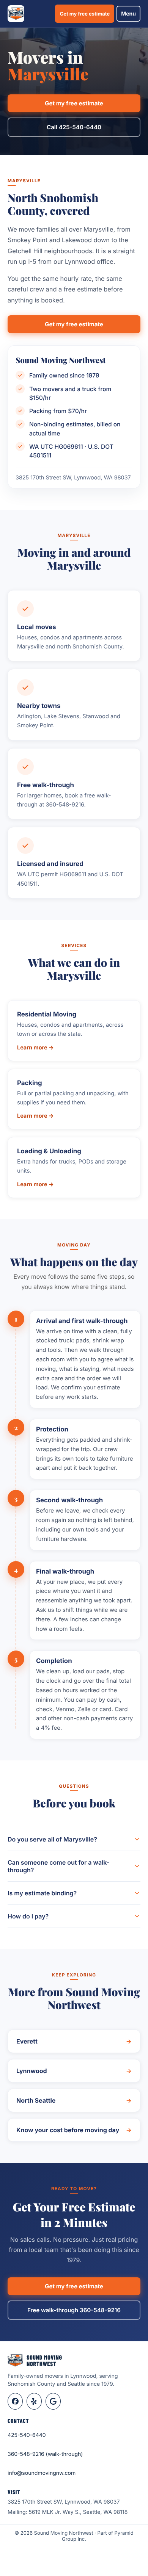 Get my free estimate
Menu
Movers in
Marysville
Get my free estimate
Call 425-540-6440
MARYSVILLE
North Snohomish
County, covered
We move families all over Marysville, from
Smokey Point and Lakewood down to the
Getchell Hill neighborhoods. It is a straight
run up I-5 from our Lynnwood office.
You get the same hourly rate, the same
careful crew and a free estimate before
anything is booked.
Get my free estimate
Sound Moving Northwest
Family owned since 1979
Two movers and a truck from
$150/hr
Packing from $70/hr
Non-binding estimates, billed on
actual time
WA UTC HG069611 · U.S. DOT
4501511
3825 170th Street SW, Lynnwood, WA 98037
MARYSVILLE
Moving in and around
Marysville
Local moves
Houses, condos and apartments across
Marysville and north Snohomish County.
Nearby towns
Arlington, Lake Stevens, Stanwood and
Smokey Point.
Free walk-through
For larger homes, book a free walk-
through at 360-548-9216.
Licensed and insured
WA UTC permit HG069611 and U.S. DOT
4501511.
SERVICES
What we can do in
Marysville
Residential Moving
Houses, condos and apartments, across
town or across the state.
Learn more →
Packing
Full or partial packing and unpacking, with
supplies if you need them.
Learn more →
Loading & Unloading
Extra hands for trucks, PODs and storage
units.
Learn more →
MOVING DAY
What happens on the day
Every move follows the same five steps, so
you always know where things stand.
1
Arrival and first walk-through
We arrive on time with a clean, fully
stocked truck: pads, shrink wrap
and tools. Then we walk through
each room with you to agree what is
moving, what is staying, what needs
extra care and the order we will
load. We confirm your estimate
before any work starts.
2
Protection
Everything gets padded and shrink-
wrapped for the trip. Our crew
brings its own tools to take furniture
apart and put it back together.
3
Second walk-through
Before we leave, we check every
room again so nothing is left behind,
including our own tools and your
furniture hardware.
4
Final walk-through
At your new place, we put every
piece where you want it and
reassemble anything we took apart.
Ask us to shift things while we are
there. A few inches can change
how a room feels.
5
Completion
We clean up, load our pads, stop
the clock and go over the final total
based on hours worked or the
minimum. You can pay by cash,
check, Venmo, Zelle or card. Card
and other non-cash payments carry
a 4% fee.
QUESTIONS
Before you book
Do you serve all of Marysville?
Can someone come out for a walk-
through?
Is my estimate binding?
How do I pay?
KEEP EXPLORING
More from Sound Moving
Northwest
Everett →
Lynnwood →
North Seattle →
Know your cost before moving day →
READY TO MOVE?
Get Your Free Estimate
in 2 Minutes
No sales calls. No pressure. Just real pricing
from a local team that's been doing this since
1979.
Get my free estimate
Free walk-through 360-548-9216
SOUND MOVING
NORTHWEST
Family-owned movers in Lynnwood, serving
Snohomish County and Seattle since 1979.
CONTACT
425-540-6440
360-548-9216 (walk-through)
info@soundmovingnw.com
VISIT
3825 170th Street SW, Lynnwood, WA 98037
Mailing: 5619 MLK Jr. Way S., Seattle, WA 98118
© 2026 Sound Moving Northwest · Part of Pyramid
Group Inc.